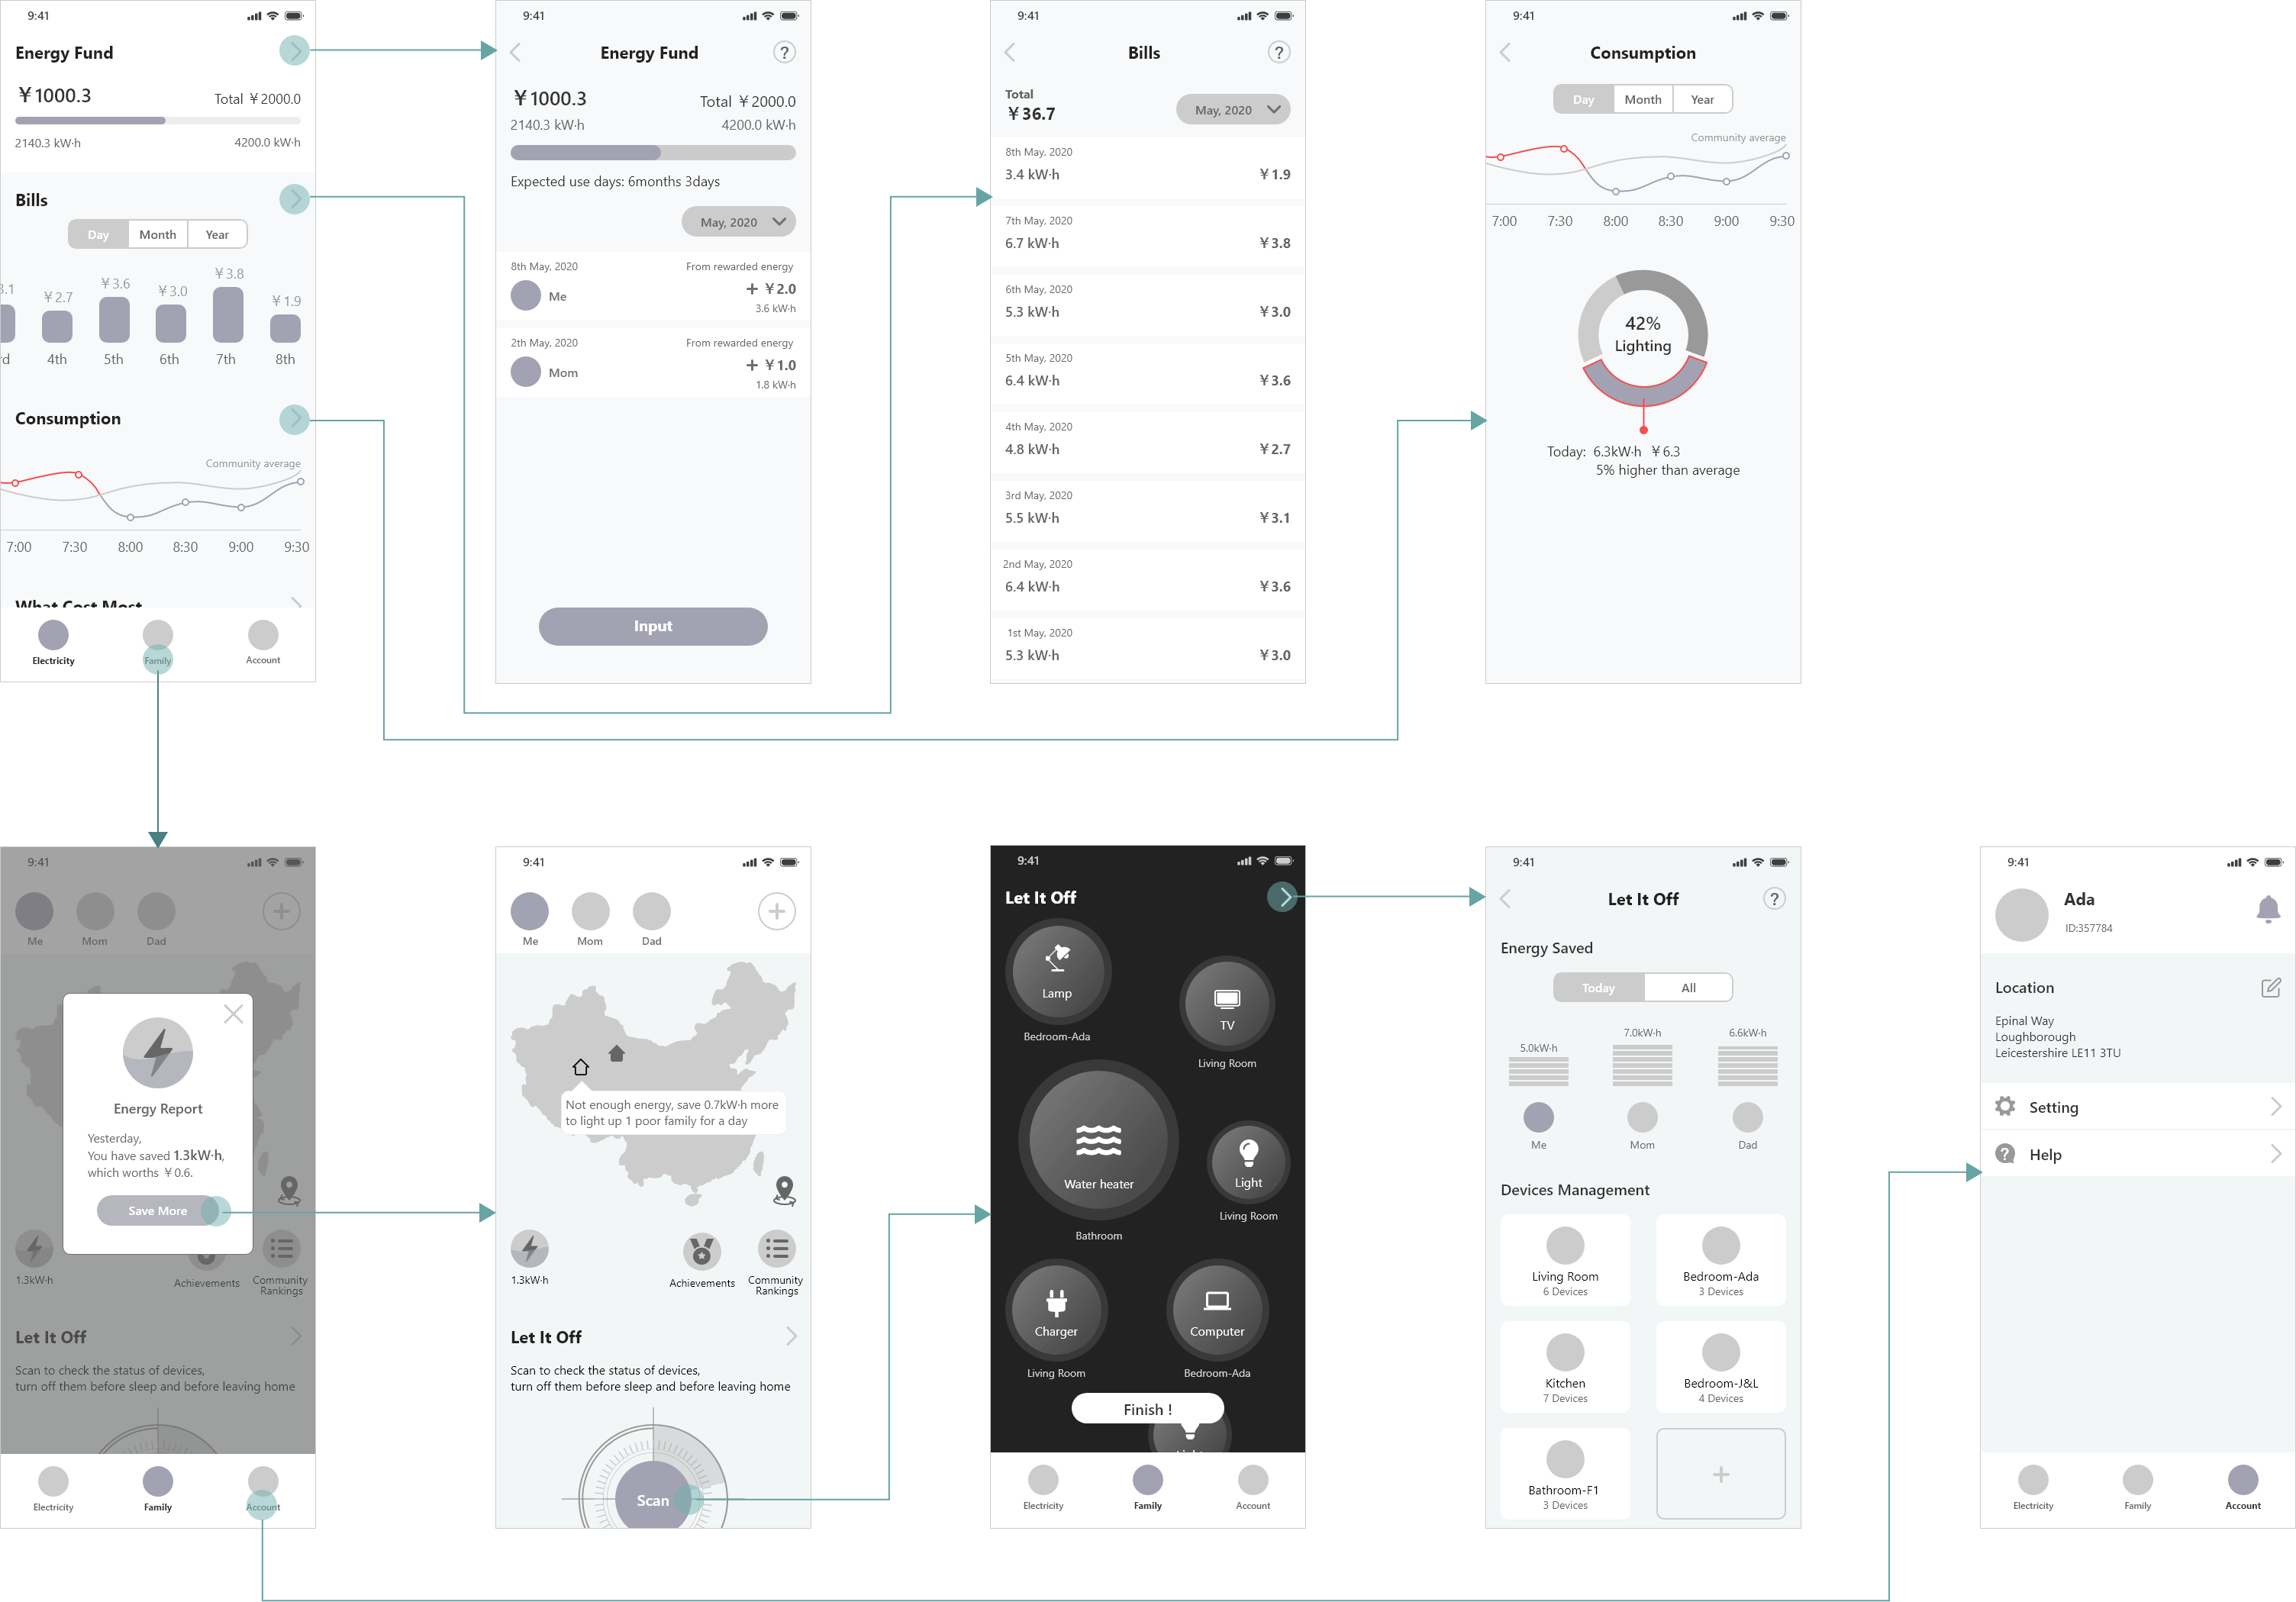 9:41
Energy Fund
￥1000.3
Total ￥2000.0
2140.3 kW·h
4200.0 kW·h
Bills
Day Month Year
3.1
￥2.7
￥3.6
￥3.0
￥3.8
￥1.9
rd 4th 5th 6th 7th 8th
Consumption
Community average
7:00 7:30 8:00 8:30 9:00 9:30
What Cost Most
Electricity Family Account
9:41
Energy Fund
?
￥1000.3
Total ￥2000.0
2140.3 kW·h
4200.0 kW·h
Expected use days: 6months 3days
May, 2020
8th May, 2020
From rewarded energy
Me
+ ￥2.0
3.6 kW·h
2th May, 2020
From rewarded energy
Mom
+ ￥1.0
1.8 kW·h
Input
9:41
Bills
?
Total
￥36.7
May, 2020
8th May, 2020
3.4 kW·h ￥1.9
7th May, 2020
6.7 kW·h ￥3.8
6th May, 2020
5.3 kW·h ￥3.0
5th May, 2020
6.4 kW·h ￥3.6
4th May, 2020
4.8 kW·h ￥2.7
3rd May, 2020
5.5 kW·h ￥3.1
2nd May, 2020
6.4 kW·h ￥3.6
1st May, 2020
5.3 kW·h ￥3.0
9:41
Consumption
Day Month Year
Community average
7:00 7:30 8:00 8:30 9:00 9:30
42%
Lighting
Today: 6.3kW·h ￥6.3
5% higher than average
9:41
Me Mom Dad
Energy Report
Yesterday,
You have saved 1.3kW·h,
which worths ￥0.6.
Save More
1.3kW·h
Achievements
Community
Rankings
Let It Off
Scan to check the status of devices,
turn off them before sleep and before leaving home
Electricity Family Account
9:41
Me Mom Dad
Not enough energy, save 0.7kW·h more
to light up 1 poor family for a day
1.3kW·h
Achievements
Community
Rankings
Let It Off
Scan to check the status of devices,
turn off them before sleep and before leaving home
Scan
9:41
Let It Off
Lamp
Bedroom-Ada
TV
Living Room
Water heater
Bathroom
Light
Living Room
Charger
Living Room
Computer
Bedroom-Ada
Finish !
Light
Electricity Family Account
9:41
Let It Off
?
Energy Saved
Today All
5.0kW·h
7.0kW·h
6.6kW·h
Me Mom Dad
Devices Management
Living Room
6 Devices
Bedroom-Ada
3 Devices
Kitchen
7 Devices
Bedroom-J&L
4 Devices
Bathroom-F1
3 Devices
+
9:41
Ada
ID:357784
Location
Epinal Way
Loughborough
Leicestershire LE11 3TU
Setting
? Help
Electricity Family Account